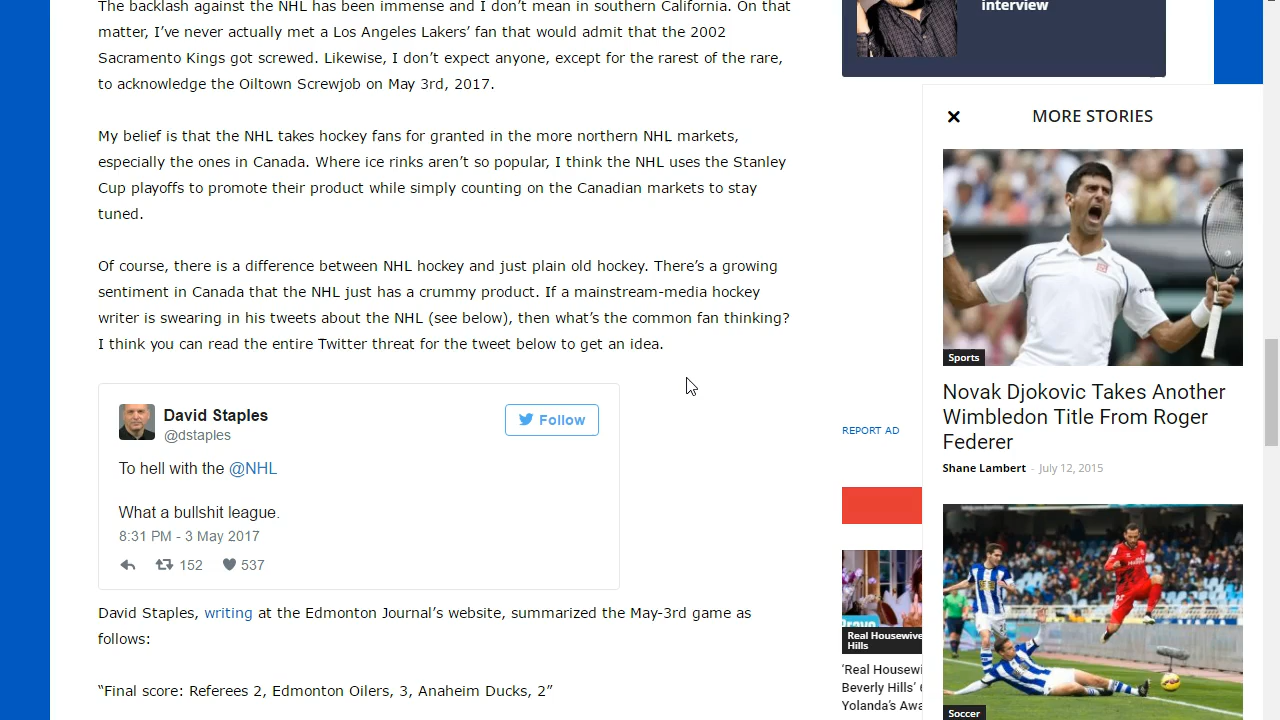 The backlash against the NHL has been immense and I don’t mean in southern California. On that
matter, I’ve never actually met a Los Angeles Lakers’ fan that would admit that the 2002
Sacramento Kings got screwed. Likewise, I don’t expect anyone, except for the rarest of the rare,
to acknowledge the Oiltown Screwjob on May 3rd, 2017.
My belief is that the NHL takes hockey fans for granted in the more northern NHL markets,
especially the ones in Canada. Where ice rinks aren’t so popular, I think the NHL uses the Stanley
Cup playoffs to promote their product while simply counting on the Canadian markets to stay
tuned.
Of course, there is a difference between NHL hockey and just plain old hockey. There’s a growing
sentiment in Canada that the NHL just has a crummy product. If a mainstream-media hockey
writer is swearing in his tweets about the NHL (see below), then what’s the common fan thinking?
I think you can read the entire Twitter threat for the tweet below to get an idea.
David Staples
@dstaples
Follow
To hell with the @NHL
What a bullshit league.
8:31 PM - 3 May 2017
152 537
David Staples, writing at the Edmonton Journal’s website, summarized the May-3rd game as
follows:
“Final score: Referees 2, Edmonton Oilers, 3, Anaheim Ducks, 2”
interview
REPORT AD
Real Housewive
Hills
‘Real Housewi
Beverly Hills’
Yolanda’s Awa
MORE STORIES
Sports
Novak Djokovic Takes Another
Wimbledon Title From Roger
Federer
Shane Lambert - July 12, 2015
Soccer